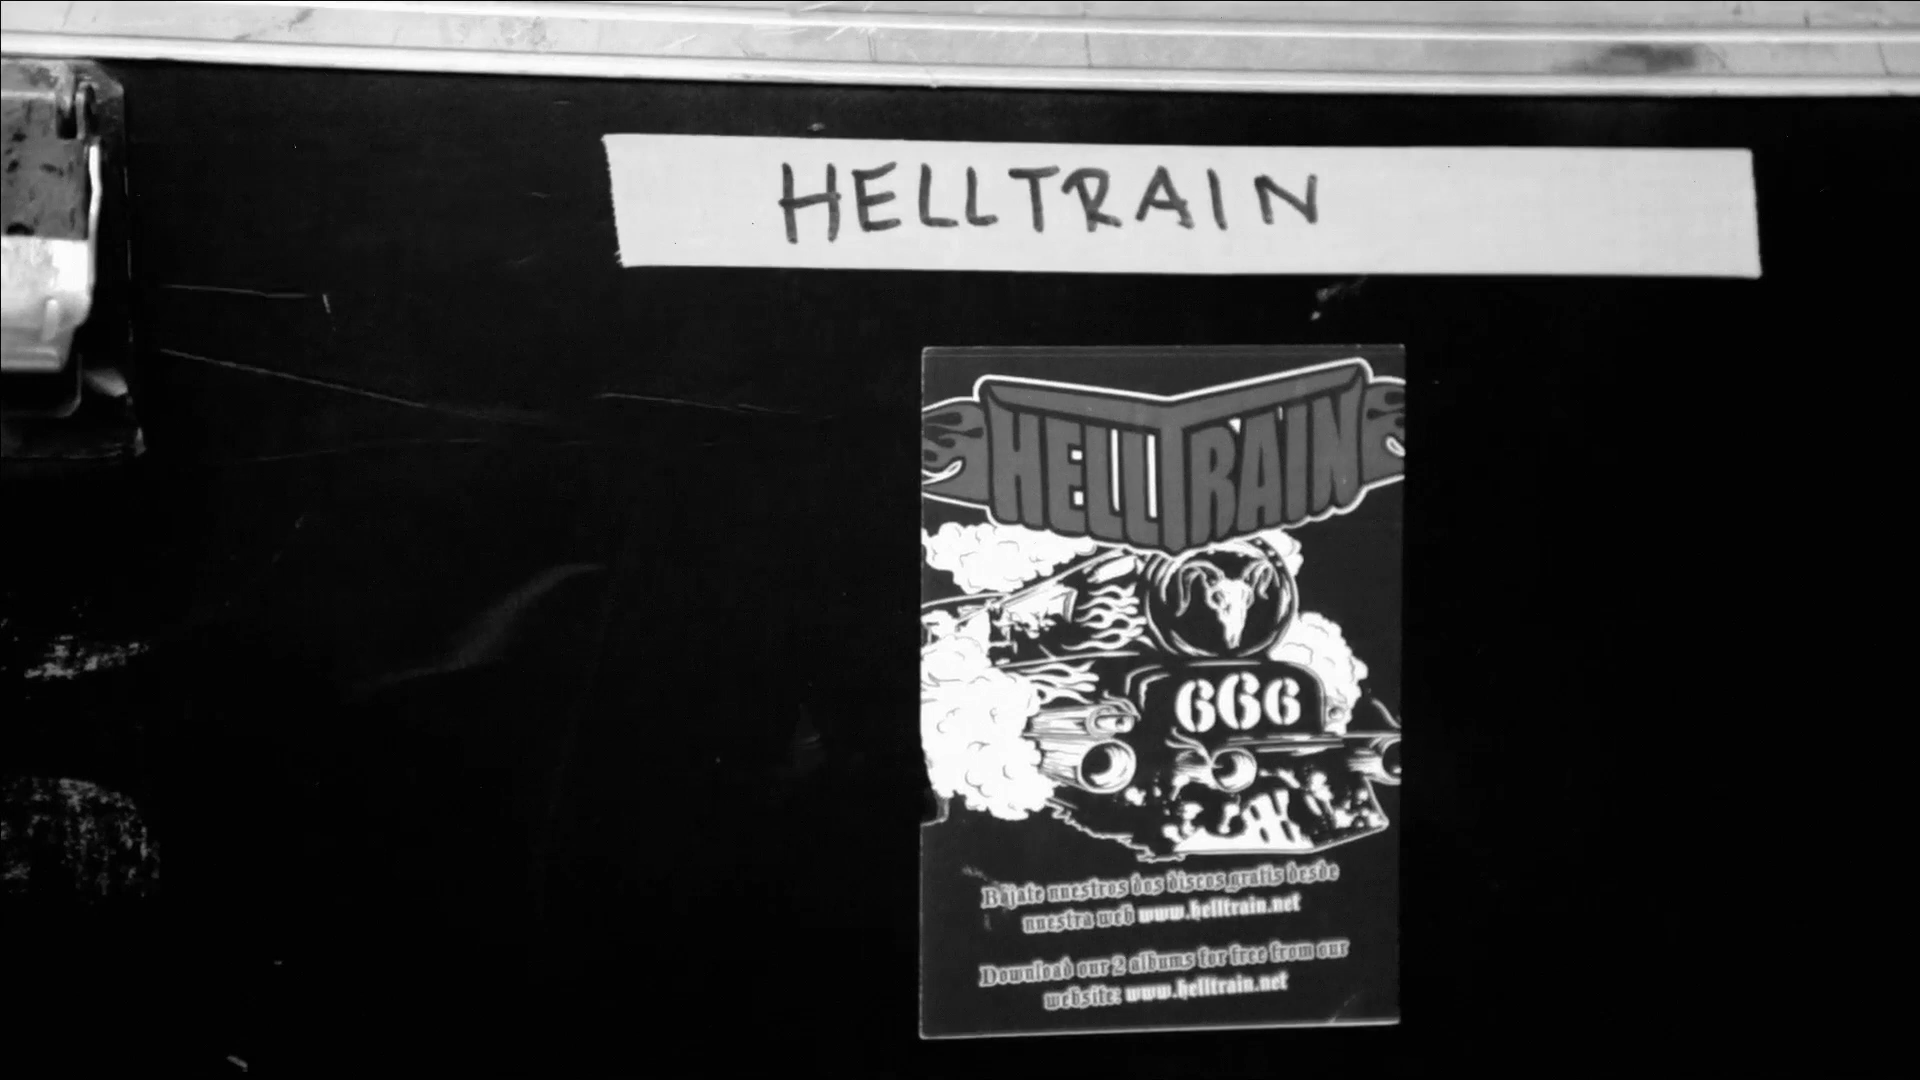 HELLTRAIN
HELLTRAIN
666
Bájate nuestros dos discos gratis desde
nuestra web www.helltrain.net
Download our 2 albums for free from our
website: www.helltrain.net